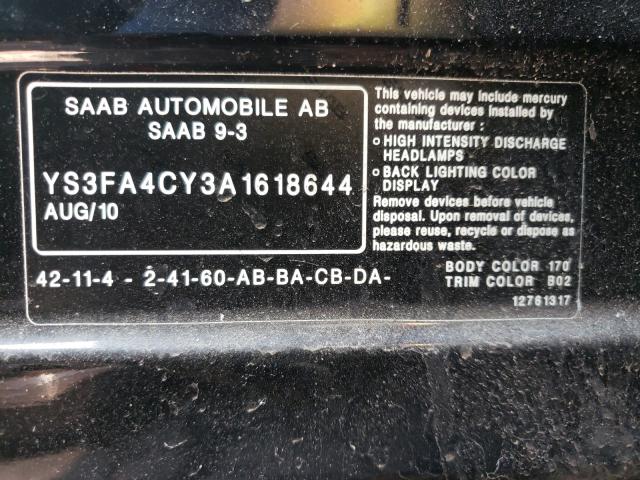 SAAB AUTOMOBILE AB
SAAB 9-3
YS3FA4CY3A1618644
AUG/10
42-11-4 - 2-41-60-AB-BA-CB-DA-
This vehicle may include mercury
containing devices installed by
the manufacturer :
o HIGH INTENSITY DISCHARGE
HEADLAMPS
o BACK LIGHTING COLOR
DISPLAY
Remove devices before vehicle
disposal. Upon removal of devices,
please reuse, recycle or dispose as
hazardous waste.
BODY COLOR 170
TRIM COLOR B02
12761317